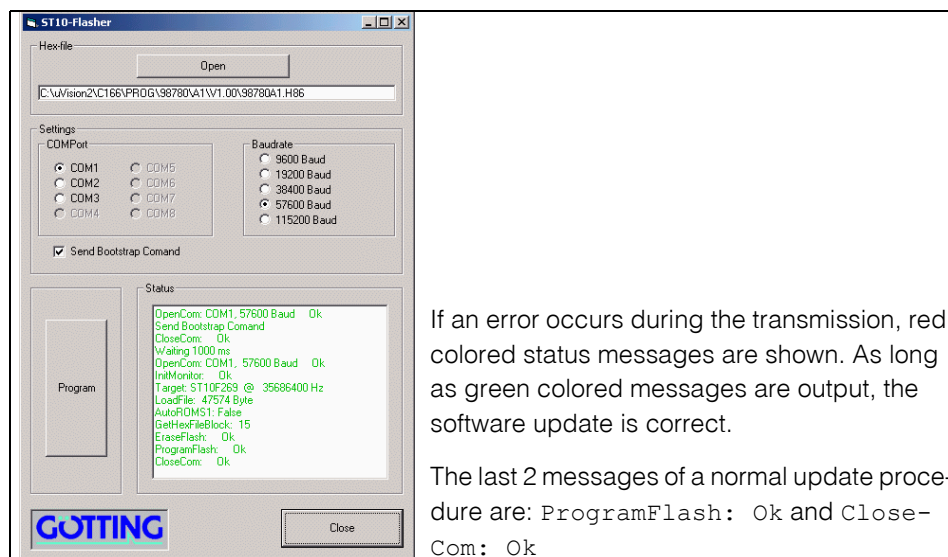 ST10-Flasher
Hex-file
Open
C:\uVision2\C166\PROG\98780\A1\V1.00\98780A1.H86
Settings
COMPort
COM1 COM5
COM2 COM6
COM3 COM7
COM4 COM8
Baudrate
9600 Baud
19200 Baud
38400 Baud
57600 Baud
115200 Baud
Send Bootstrap Comand
Program
Status
OpenCom: COM1, 57600 Baud Ok
Send Bootstrap Comand
CloseCom: Ok
Waiting 1000 ms
OpenCom: COM1, 57600 Baud Ok
InitMonitor: Ok
Target: ST10F269 @ 35686400 Hz
LoadFile: 47574 Byte
AutoROMS1: False
GetHexFileBlock: 15
EraseFlash: Ok
ProgramFlash: Ok
CloseCom: Ok
GÖTTING
Close
If an error occurs during the transmission, red
colored status messages are shown. As long
as green colored messages are output, the
software update is correct.
The last 2 messages of a normal update proce-
dure are: ProgramFlash: Ok and Close-
Com: Ok